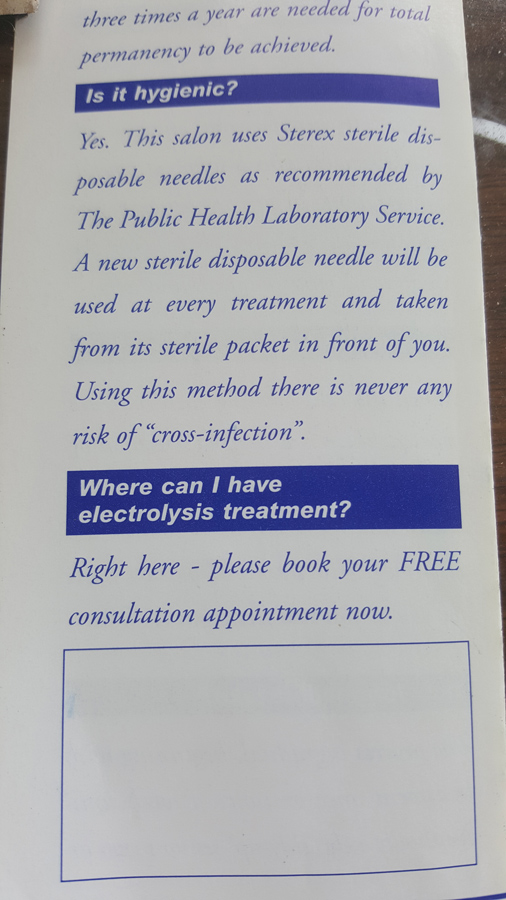 three times a year are needed for total
permanency to be achieved.
Is it hygienic?
Yes. This salon uses Sterex sterile dis-
posable needles as recommended by
The Public Health Laboratory Service.
A new sterile disposable needle will be
used at every treatment and taken
from its sterile packet in front of you.
Using this method there is never any
risk of “cross-infection”.
Where can I have
electrolysis treatment?
Right here - please book your FREE
consultation appointment now.